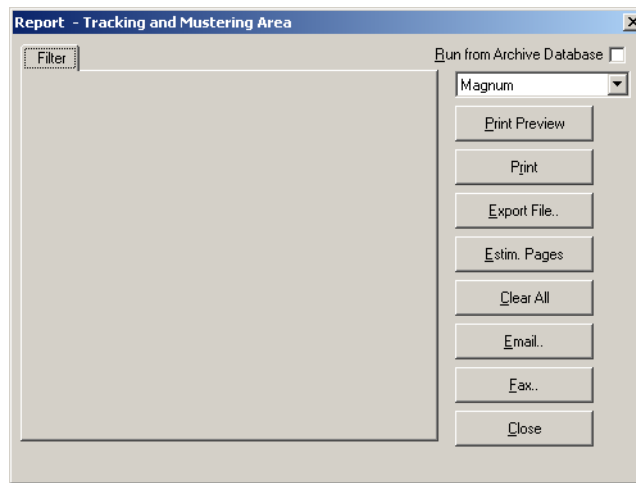 Report - Tracking and Mustering Area
Filter
Run from Archive Database
Magnum
Print Preview
Print
Export File..
Estim. Pages
Clear All
Email..
Fax..
Close